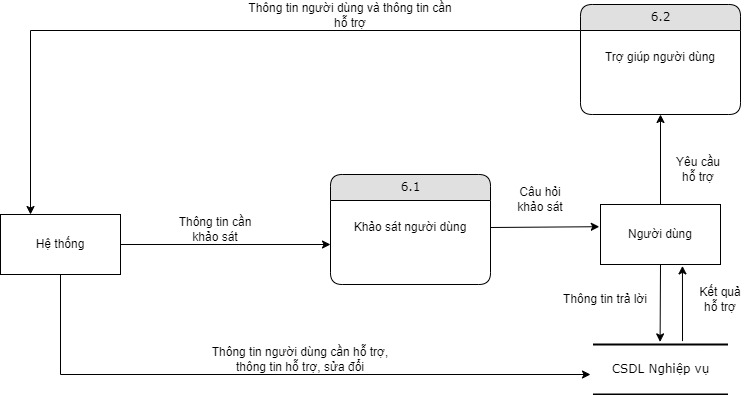 Thông tin người dùng và thông tin cần
hỗ trợ
6.2
Trợ giúp người dùng
Yêu cầu
hỗ trợ
6.1
Khảo sát người dùng
Câu hỏi
khảo sát
Thông tin cần
khảo sát
Hệ thống
Người dùng
Thông tin trả lời
Kết quả
hỗ trợ
Thông tin người dùng cần hỗ trợ,
thông tin hỗ trợ, sửa đổi
CSDL Nghiệp vụ